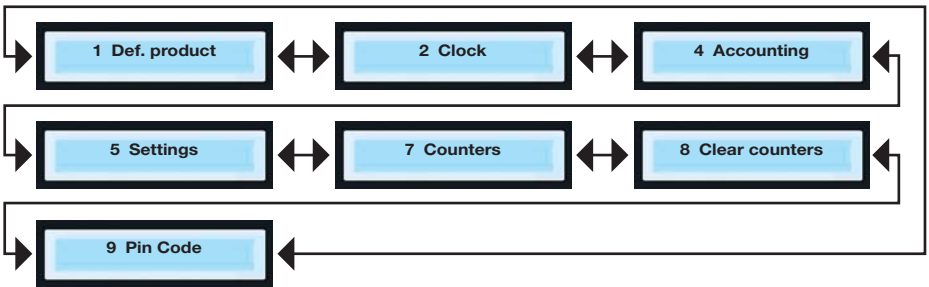 1 Def. product
2 Clock
4 Accounting
5 Settings
7 Counters
8 Clear counters
9 Pin Code